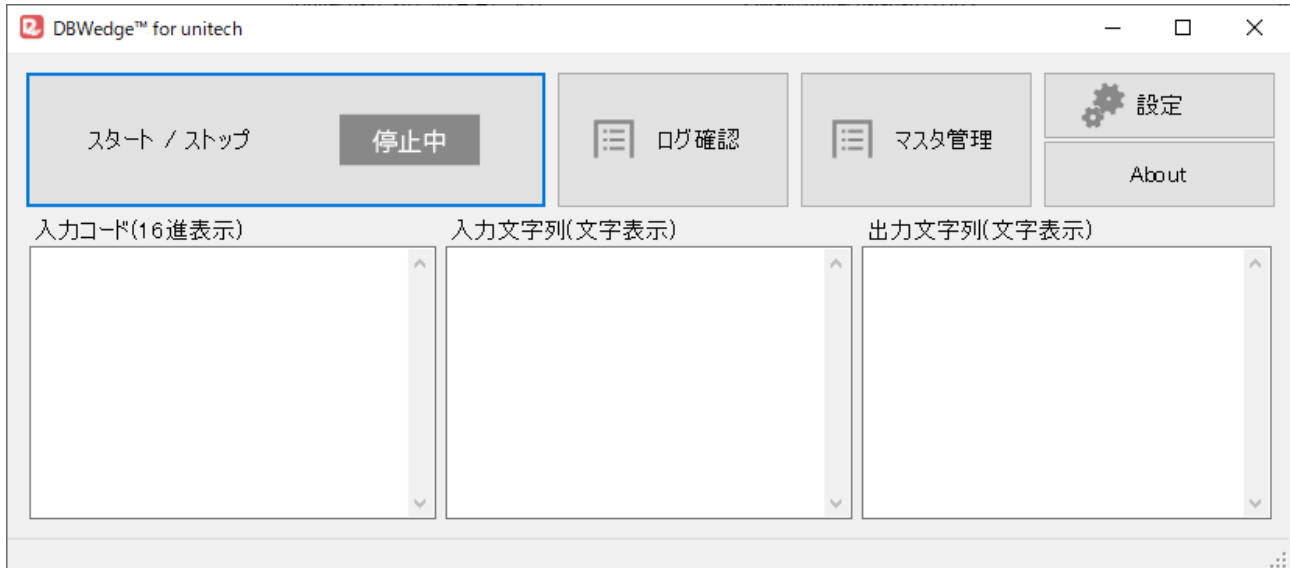 DBWedge™ for unitech
スタート / ストップ 停止中
ログ確認
マスタ管理
設定
About
入力コード(16進表示)
入力文字列(文字表示)
出力文字列(文字表示)